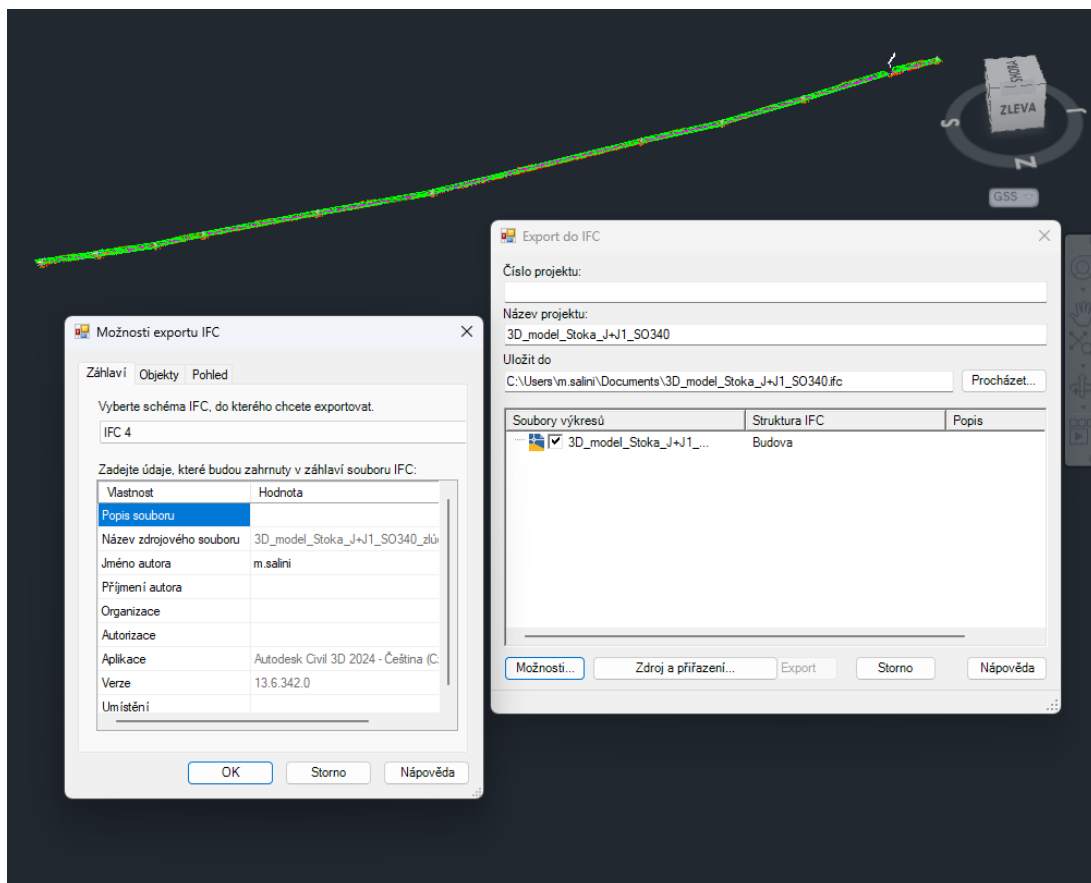 SHORA
ZLEVA
S
J
Z
GSS
Export do IFC
Číslo projektu:
Název projektu:
3D_model_Stoka_J+J1_SO340
Uložit do
C:\Users\m.salini\Documents\3D_model_Stoka_J+J1_SO340.ifc
Procházet...
Soubory výkresů Struktura IFC Popis
3D_model_Stoka_J+J1_... Budova
Možnosti... Zdroj a přiřazení... Export Storno Nápověda
Možnosti exportu IFC
Záhlaví Objekty Pohled
Vyberte schéma IFC, do kterého chcete exportovat.
IFC 4
Zadejte údaje, které budou zahrnuty v záhlaví souboru IFC:
Vlastnost Hodnota
Popis souboru
Název zdrojového souboru 3D_model_Stoka_J+J1_SO340_zlú
Jméno autora m.salini
Příjmení autora
Organizace
Autorizace
Aplikace Autodesk Civil 3D 2024 - Čeština (C
Verze 13.6.342.0
Umístění
OK Storno Nápověda